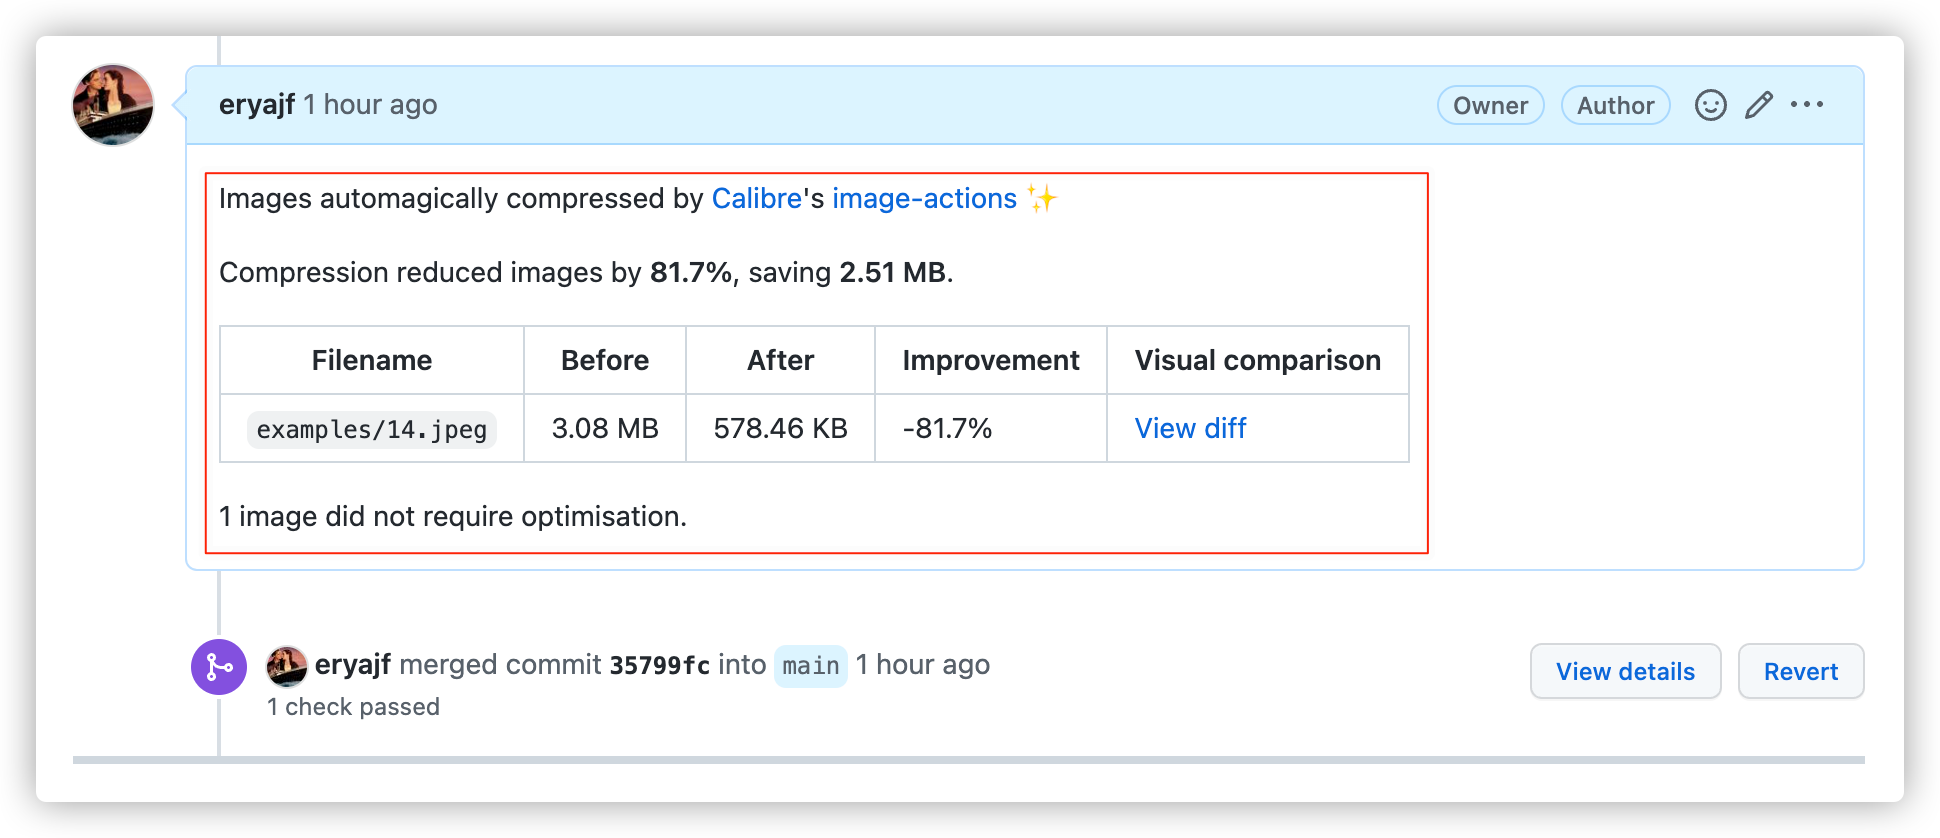 eryajf 1 hour ago Owner Author
Images automagically compressed by Calibre's image-actions ✨
Compression reduced images by 81.7%, saving 2.51 MB.
Filename Before After Improvement Visual comparison
examples/14.jpeg 3.08 MB 578.46 KB -81.7% View diff
1 image did not require optimisation.
eryajf merged commit 35799fc into main 1 hour ago View details Revert
1 check passed